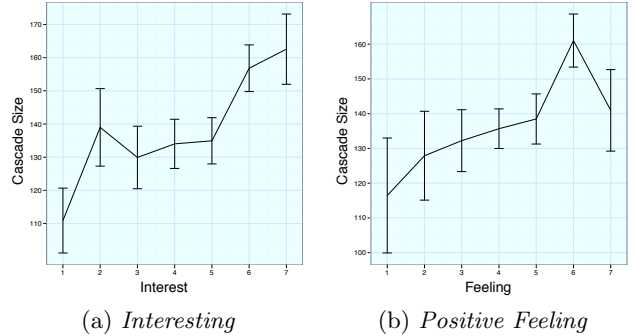 170
160
150
140
130
120
110
Cascade Size
1 2 3 4 5 6 7
Interest
(a) Interesting
160
150
140
130
120
110
100
Cascade Size
1 2 3 4 5 6 7
Feeling
(b) Positive Feeling